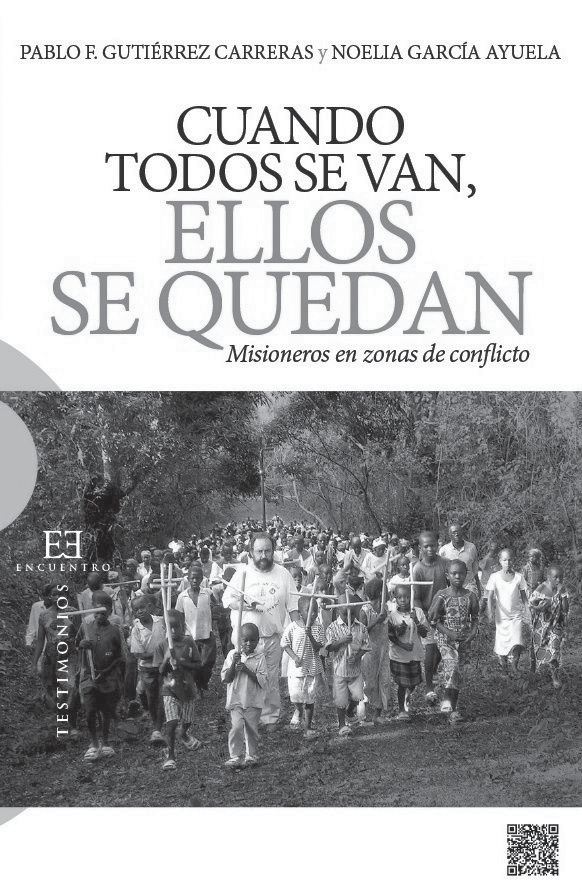 PABLO F. GUTIÉRREZ CARRERAS y NOELIA GARCÍA AYUELA
CUANDO
TODOS SE VAN,
ELLOS
SE QUEDAN
Misioneros en zonas de conflicto
EE
ENCUENTRO
TESTIMONIOS